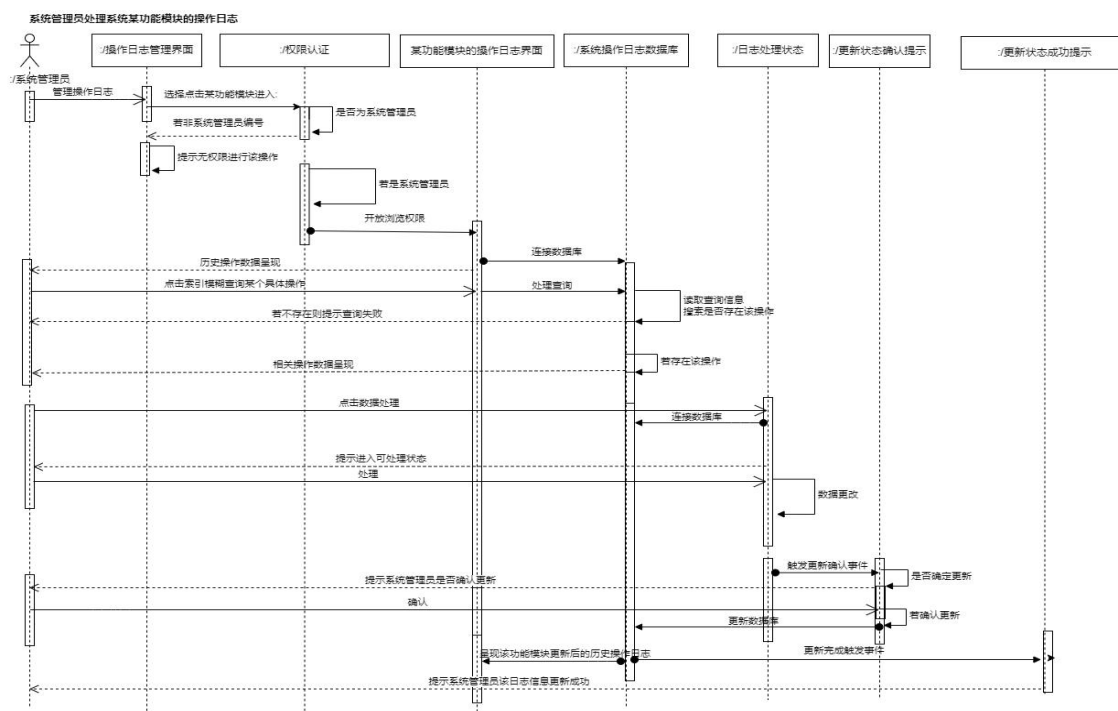 系统管理员处理系统某功能模块的操作日志
:/系统管理员
:/操作日志管理界面
:/权限认证
某功能模块的操作日志界面
:/系统操作日志数据库
:/日志处理状态
:/更新状态确认提示
:/更新状态成功提示
管理操作日志
选择点击某功能模块进入:
是否为系统管理员
若非系统管理员编号
提示无权限进行该操作
若是系统管理员
开放浏览权限
连接数据库
历史操作数据呈现
点击索引模糊查询某个具体操作
处理查询
读取查询信息
搜索是否存在该操作
若不存在则提示查询失败
若存在该操作
相关操作数据呈现
点击数据处理
连接数据库
提示进入可处理状态
处理
数据更改
触发更新确认事件
是否确定更新
提示系统管理员是否确认更新
确认
若确认更新
更新数据库
呈现该功能模块更新后的历史操作日志
更新完成触发事件
提示系统管理员该日志信息更新成功